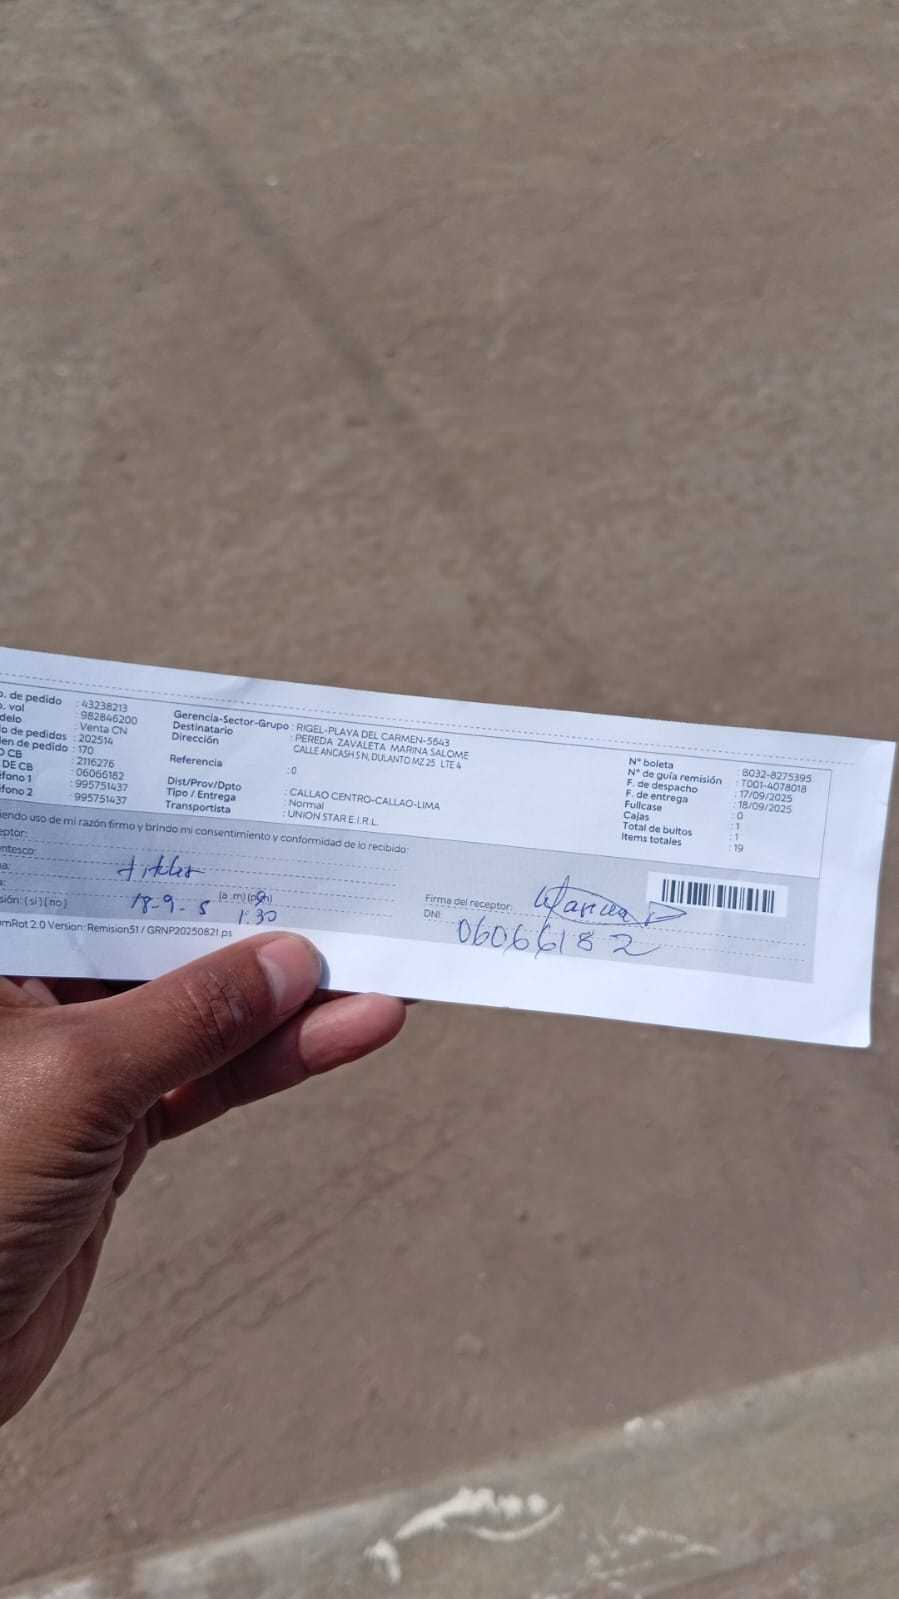 o. de pedido : 43238213
o. vol : 982846200
delo : Venta CN
o de pedidos : 202514
den de pedido : 170
O CB : 2116276
DE CB : 06066182
éfono 1 : 995751437
éfono 2 : 995751437
Gerencia-Sector-Grupo : RIGEL-PLAYA DEL CARMEN-5643
Destinatario : PEREDA ZAVALETA MARINA SALOME
Dirección CALLE ANCASH S N, DULANTO MZ 25 LTE 4
Referencia : 0
Dist/Prov/Dpto : CALLAO CENTRO-CALLAO-LIMA
Tipo / Entrega : Normal
Transportista : UNION STAR E.I.R.L.
N° boleta : B032-8275395
N° de guía remisión : T001-4078018
F. de despacho : 17/09/2025
F. de entrega : 18/09/2025
Fullcase : 0
Cajas : 1
Total de bultos : 1
Items totales : 19
iendo uso de mi razón firmo y brindo mi consentimiento y conformidad de lo recibido:
ceptor:
entesco:
18-9-5 (a .m) (p.m)
1:30
sión: ( si ) ( no )
Firma del receptor:
DNI: 06066182
omRot 2.0 Version: Remision51 / GRNP20250821.ps